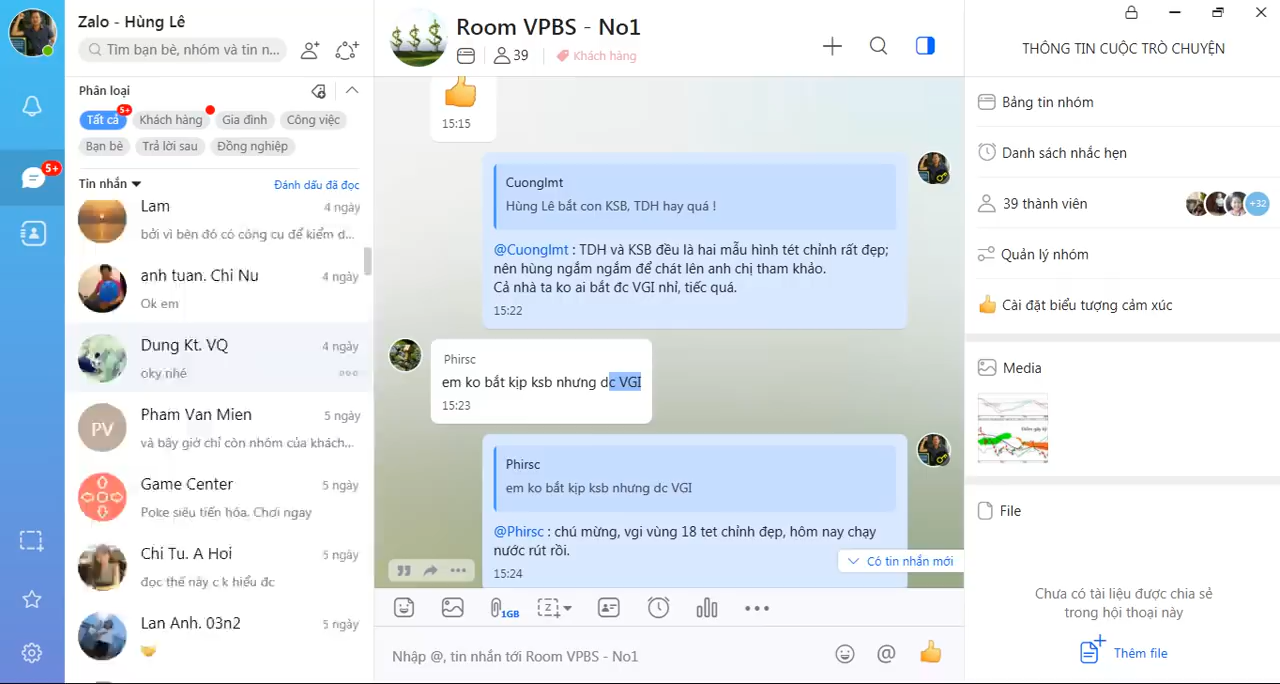 Zalo - Hùng Lê
Tìm bạn bè, nhóm và tin n...
Phân loại
Tất cả
5+
Khách hàng
Gia đình
Công việc
Bạn bè
Trả lời sau
Đồng nghiệp
5+
Tin nhắn
Đánh dấu đã đọc
Lam
4 ngày
bởi vì bên đó có công cụ để kiểm d...
anh tuan. Chi Nu
4 ngày
Ok em
Dung Kt. VQ
4 ngày
oky nhé
PV
Pham Van Mien
5 ngày
và bây giờ chỉ còn nhóm của khách...
Game Center
5 ngày
Poke siêu tiến hóa. Chơi ngay
Chi Tu. A Hoi
5 ngày
đọc thế này c k hiểu đc
Lan Anh. 03n2
5 ngày
Room VPBS - No1
39
Khách hàng
15:15
Cuonglmt
Hùng Lê bắt con KSB, TDH hay quá !
@Cuonglmt : TDH và KSB đều là hai mẫu hình tét chỉnh rất đẹp;
nên hùng ngắm ngắm để chát lên anh chị tham khảo.
Cả nhà ta ko ai bắt đc VGI nhỉ, tiếc quá.
15:22
Phirsc
em ko bắt kịp ksb nhưng dc VGI
15:23
Phirsc
em ko bắt kịp ksb nhưng dc VGI
@Phirsc : chú mừng, vgi vùng 18 tet chỉnh đẹp, hôm nay chạy
nước rút rồi.
15:24
Có tin nhắn mới
1GB
Nhập @, tin nhắn tới Room VPBS - No1
THÔNG TIN CUỘC TRÒ CHUYỆN
Bảng tin nhóm
Danh sách nhắc hẹn
39 thành viên
+32
Quản lý nhóm
Cài đặt biểu tượng cảm xúc
Media
File
Chưa có tài liệu được chia sẻ
trong hội thoại này
Thêm file